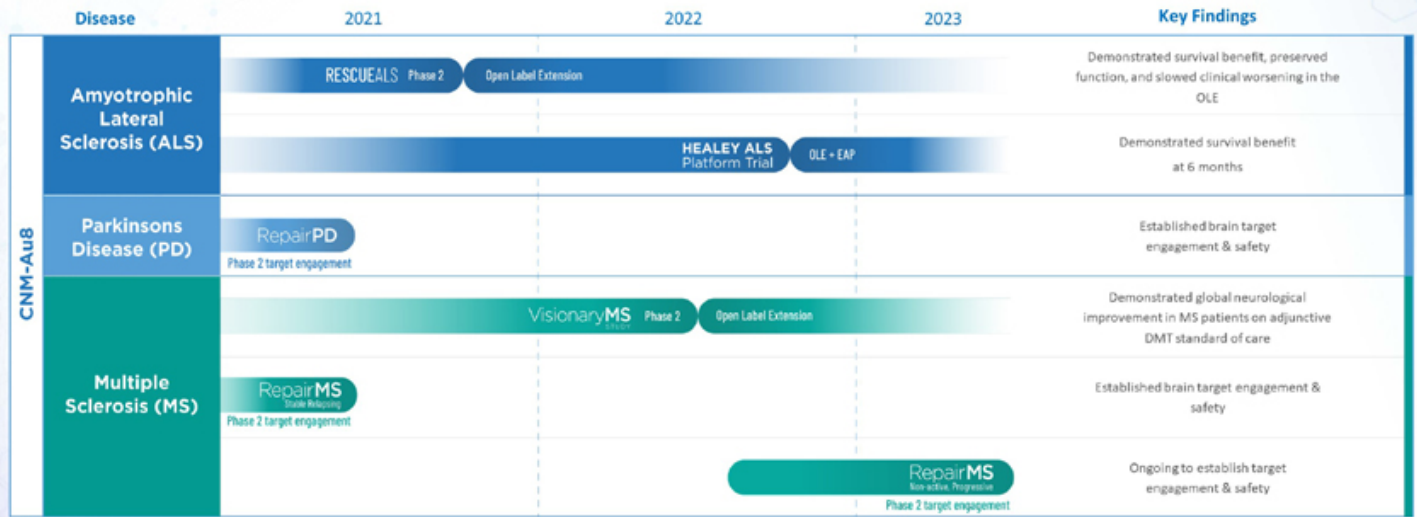 Disease 2021 2022 2023 Key Findings
CNM-Au8
Amyotrophic
Lateral
Sclerosis (ALS)
RESCUEALS Phase 2
Open Label Extension
Demonstrated survival benefit, preserved
function, and slowed clinical worsening in the
OLE
HEALEY ALS
Platform Trial
OLE + EAP
Demonstrated survival benefit
at 6 months
Parkinsons
Disease (PD)
RepairPD
Phase 2 target engagement
Established brain target
engagement & safety
Multiple
Sclerosis (MS)
VisionaryMS Phase 2
STUDY
Open Label Extension
Demonstrated global neurological
improvement in MS patients on adjunctive
DMT standard of care
RepairMS
Stable Relapsing
Phase 2 target engagement
Established brain target engagement &
safety
RepairMS
Non-active, Progressive
Phase 2 target engagement
Ongoing to establish target
engagement & safety